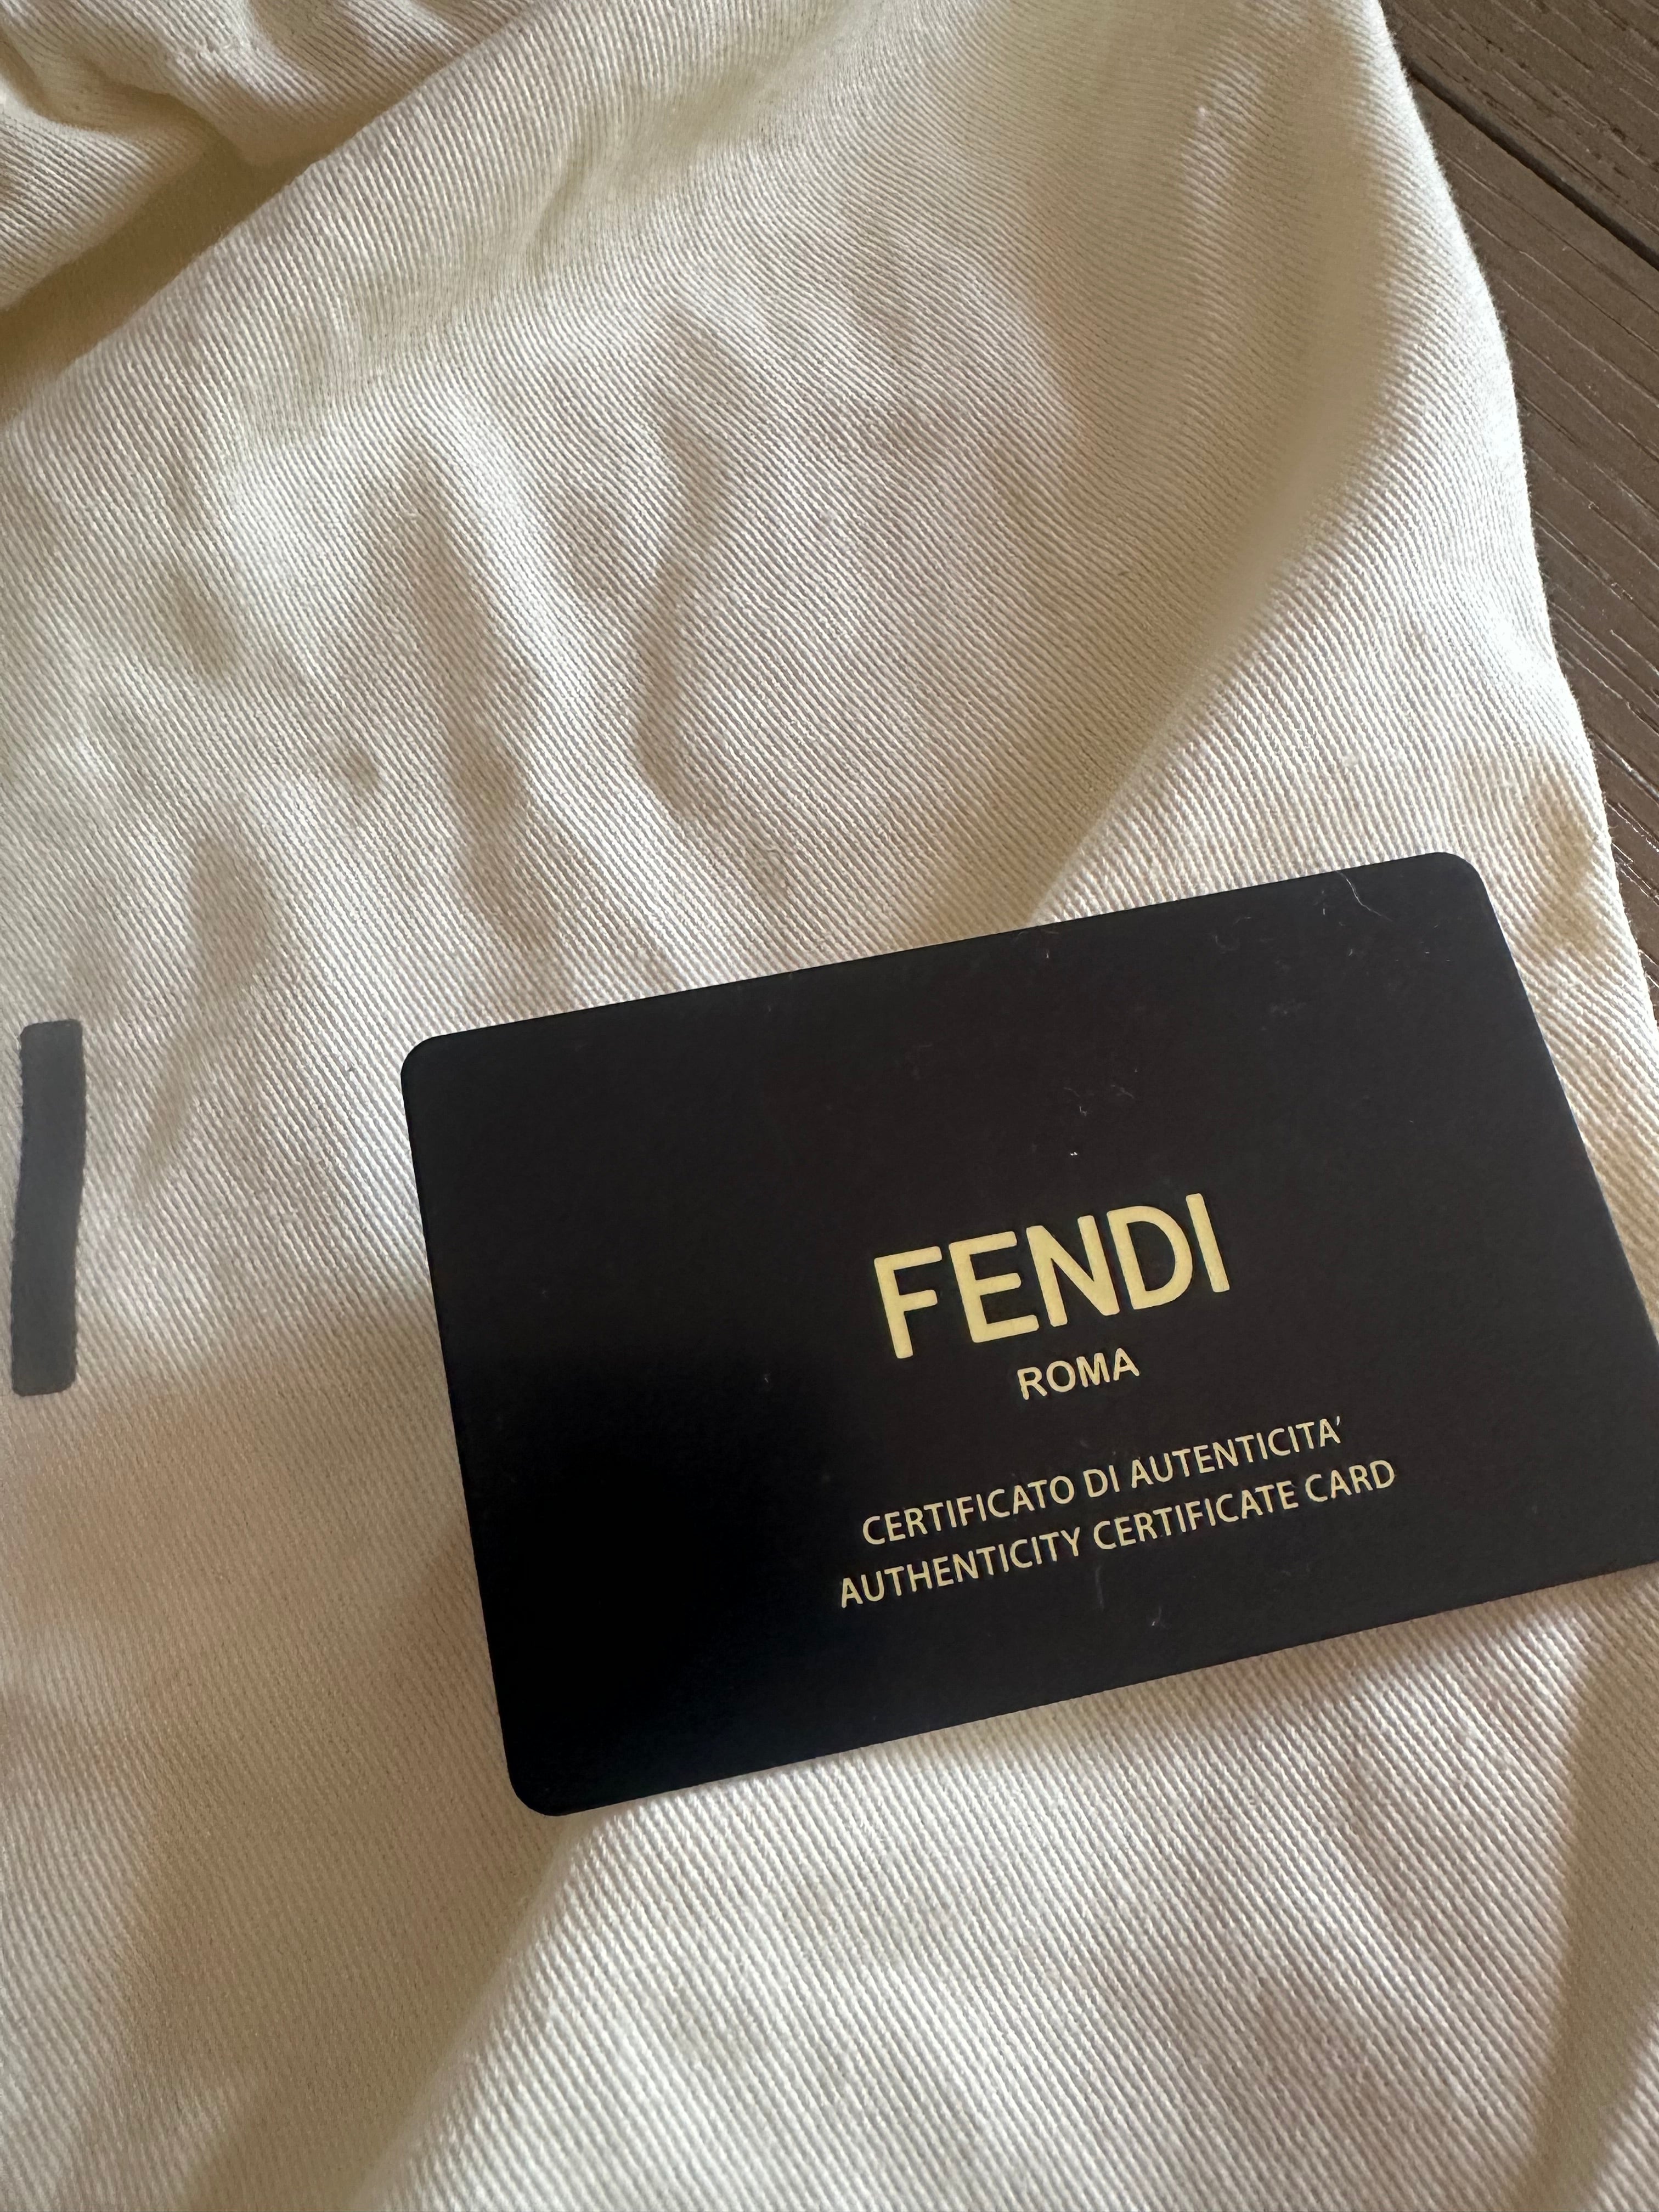 FENDI
ROMA
CERTIFICATO DI AUTENTICITA'
AUTHENTICITY CERTIFICATE CARD